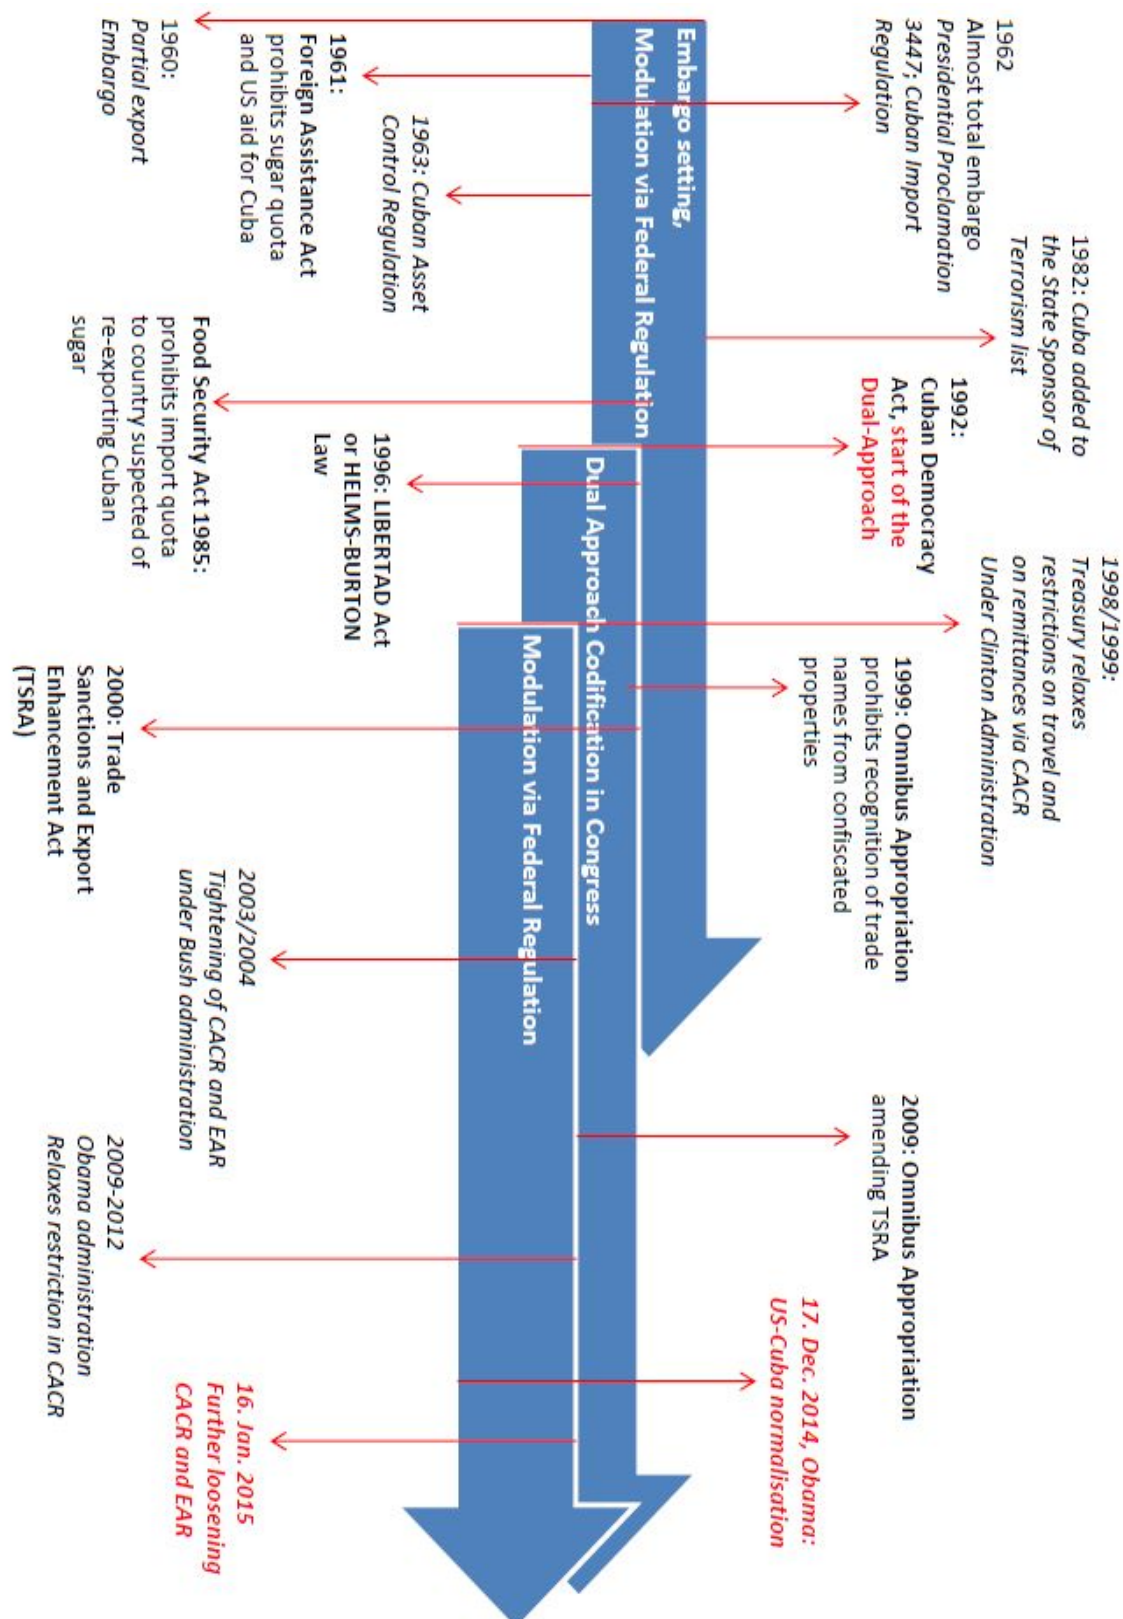 1962
Almost total embargo
Presidential Proclamation
3447; Cuban Import
Regulation
1982: Cuba added to
the State Sponsor of
Terrorism list
1992:
Cuban Democracy
Act, start of the
Dual-Approach
1998/1999:
Treasury relaxes
restrictions on travel and
on remittances via CACR
Under Clinton Administration
1999: Omnibus Appropriation
prohibits recognition of trade
names from confiscated
properties
2009: Omnibus Appropriation
amending TSRA
17. Dec. 2014, Obama:
US-Cuba normalisation
Embargo setting,
Modulation via Federal Regulation
Dual Approach Codification in Congress
Modulation via Federal Regulation
1960:
Partial export
Embargo
1961:
Foreign Assistance Act
prohibits sugar quota
and US aid for Cuba
1963: Cuban Asset
Control Regulation
Food Security Act 1985:
prohibits import quota
to country suspected of
re-exporting Cuban
sugar
1996: LIBERTAD Act
or HELMS-BURTON
Law
2000: Trade
Sanctions and Export
Enhancement Act
(TSRA)
2003/2004
Tightening of CACR and EAR
under Bush administration
2009-2012
Obama administration
Relaxes restriction in CACR
16. Jan. 2015
Further loosening
CACR and EAR